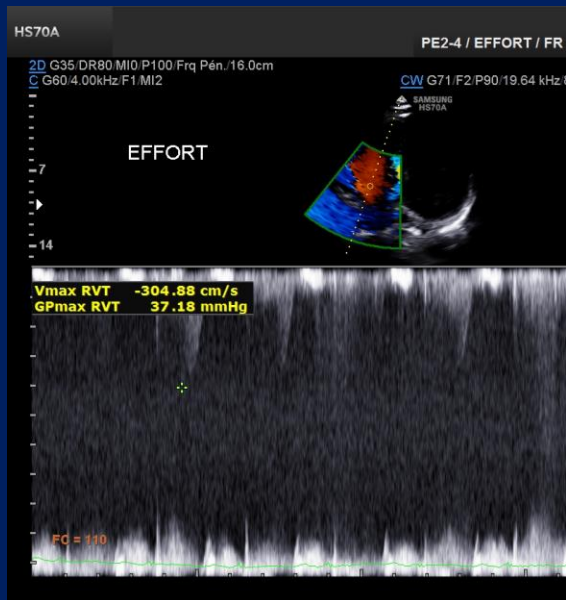 HS70A
PE2-4 / EFFORT / FR
2D G35/DR80/MI0/P100/Frq Pén./16.0cm
C G60/4.00kHz/F1/MI2
CW G71/F2/P90/19.64 kHz/
SAMSUNG
HS70A
EFFORT
7
14
Vmax RVT -304.88 cm/s
GPmax RVT 37.18 mmHg
FC = 110